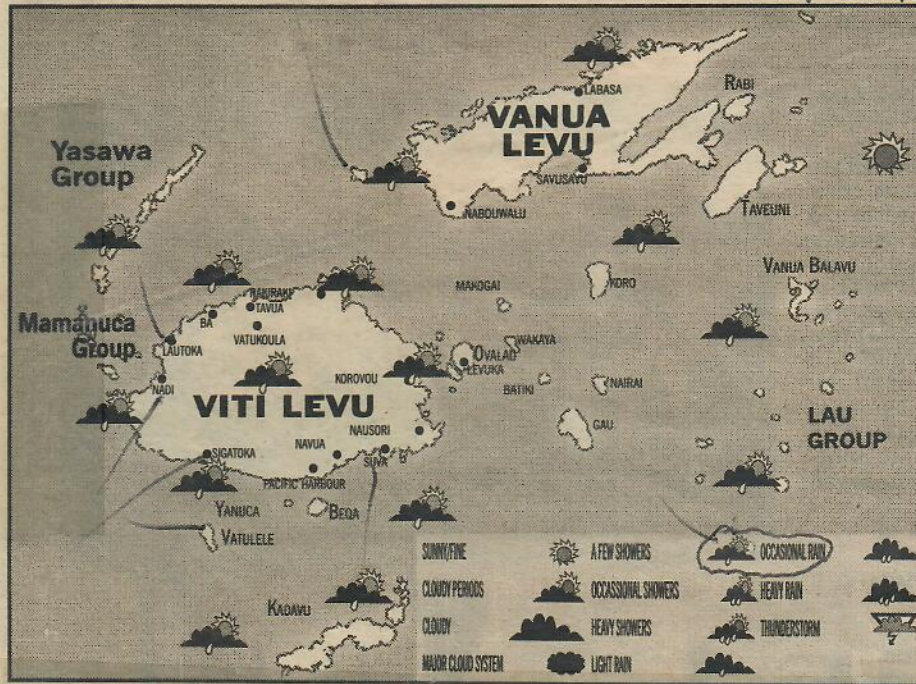 LABASA
RABI
VANUA
LEVU
Yasawa
Group
SAVUSAVU
NABOUWALU
TAVEUNI
VANUA BALAVU
KORO
MAKOGAI
RAKIRAKI
TAVUA
BA
Mamanuca
Group
VATUKOULA
LAUTOKA
WAKAYA
OVALAU
LEVUKA
KOROVOU
BATIKI
NAIRAI
NADI
VITI LEVU
LAU
GROUP
GAU
NAUSORI
NAVUA
SIGATOKA
SUVA
PACIFIC HARBOUR
YANUCA
BEQA
VATULELE
KADAVU
SUNNY/FINE A FEW SHOWERS OCCASIONAL RAIN
CLOUDY PERIODS OCCASSIONAL SHOWERS HEAVY RAIN
CLOUDY HEAVY SHOWERS THUNDERSTORM
MAJOR CLOUD SYSTEM LIGHT RAIN